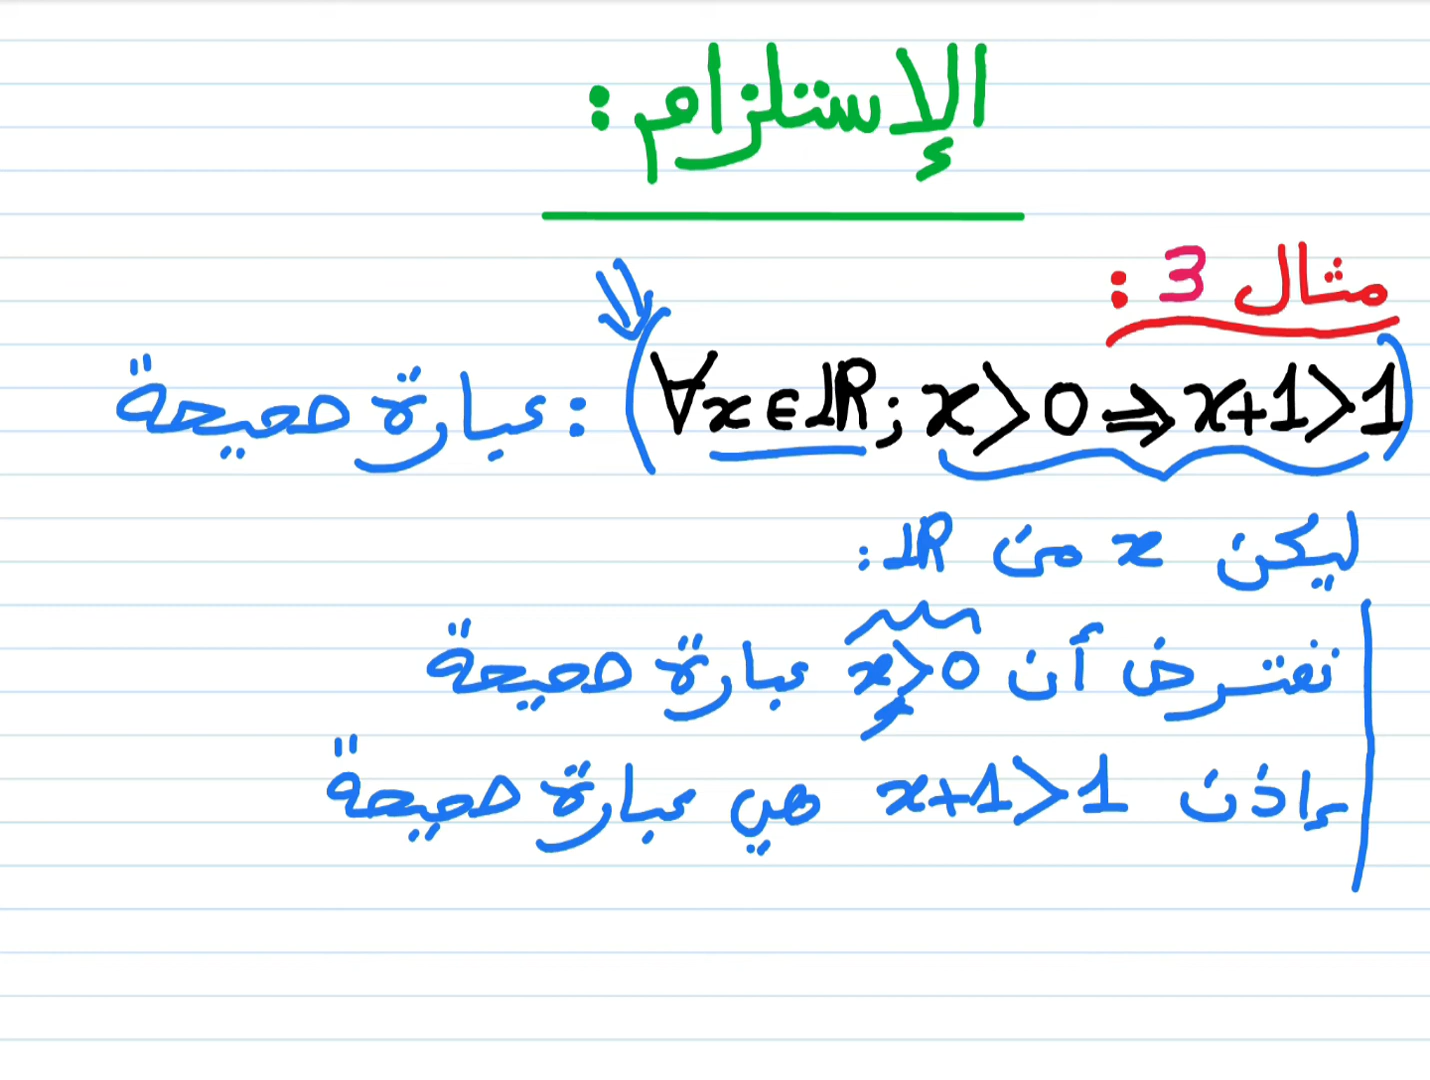 الإستلزام :
مثال 3 :
(∀x∈ℝ ; x>0 ⇒ x+1>1) : عبارة صحيحة
ليكن x من ℝ :
نفترض أن x>0 عبارة صحيحة
إذن x+1>1 هي عبارة صحيحة